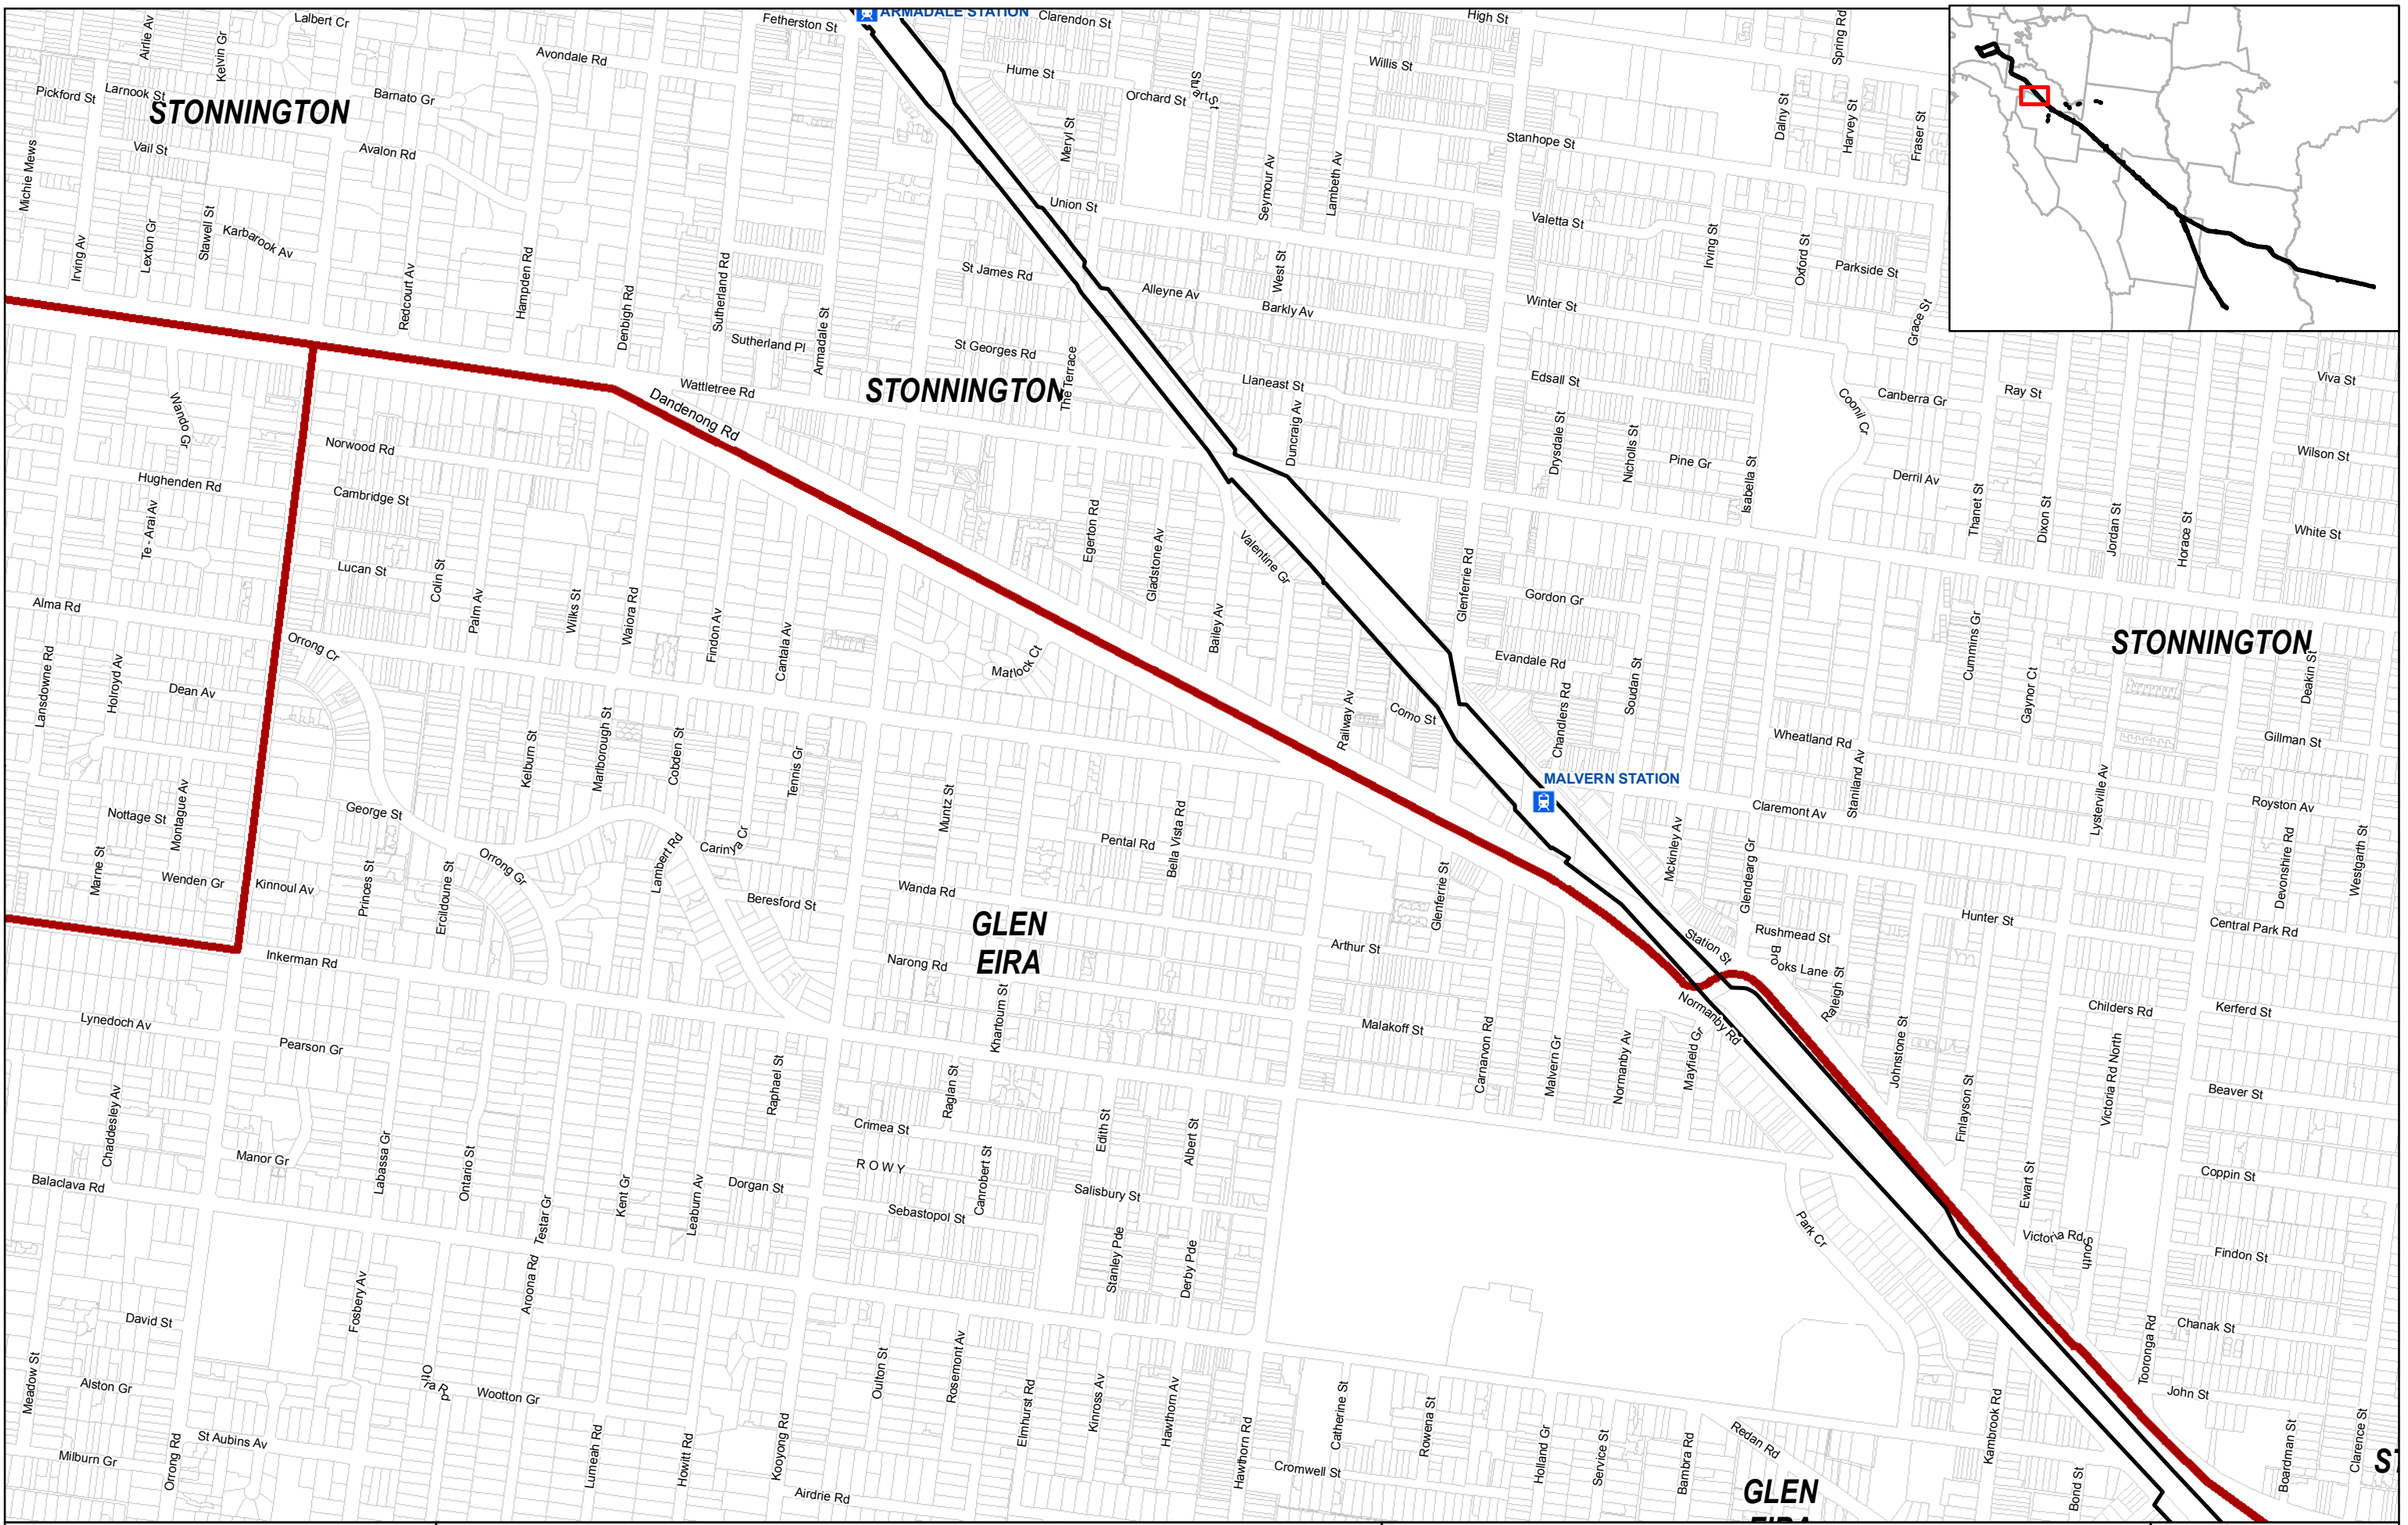 ARMADALE STATION
Lalbert Cr
Airlie Av
Kelvin Gr
Fetherston St
Clarendon St
High St
Spring Rd
Avondale Rd
Hume St
Willis St
Pickford St
Larnook St
STONNINGTON
Barnato Gr
Orchard St
Stuart St
Meryl St
Dalny St
Harvey St
Fraser St
Vail St
Avalon Rd
Stanhope St
Michie Mews
Irving Av
Lexton Gr
Stawell St
Karbarook Av
Union St
Seymour Av
Lambeth Av
Valetta St
Irving St
Oxford St
Parkside St
Redcourt Av
Hampden Rd
Denbigh Rd
Sutherland Rd
Armadale St
St James Rd
Alleyne Av
West St
Barkly Av
Winter St
Grace St
Sutherland Pl
St Georges Rd
The Terrace
Wattletree Rd
Dandenong Rd
STONNINGTON
Llaneast St
Duncraig Av
Edsall St
Coonil Cr
Canberra Gr
Ray St
Viva St
Wando Gr
Norwood Rd
Hughenden Rd
Cambridge St
Te - Arai Av
Drysdale St
Nicholls St
Pine Gr
Isabella St
Derril Av
Wilson St
Thanet St
Dixon St
Jordan St
Horace St
White St
Egerton Rd
Gladstone Av
Valentine Gr
Lucan St
Colin St
Palm Av
Wilks St
Waiora Rd
Findon Av
Cantala Av
Bailey Av
Glenferrie Rd
Gordon Gr
Alma Rd
Orrong Cr
Lansdowne Rd
Holroyd Av
Dean Av
Matlock Ct
Evandale Rd
Chandlers Rd
Soudan St
Cummins Gr
Gaynor Ct
STONNINGTON
Deakin St
Railway Av
Como St
Wheatland Rd
Gillman St
Kelburn St
Marlborough St
Cobden St
Tennis Gr
MALVERN STATION
Claremont Av
Staniland Av
Lysterville Av
Royston Av
Nottage St
Montague Av
George St
Muntz St
Pental Rd
Bella Vista Rd
Mckinley Av
Glendearg Gr
Devonshire Rd
Westgarth St
Marne St
Wenden Gr
Kinnoul Av
Princes St
Ercildoune St
Orrong Gr
Lambert Rd
Carinya Cr
Beresford St
Wanda Rd
GLEN
EIRA
Glenferrie St
Arthur St
Station St
Rushmead St
Brooks Lane
Raleigh St
Hunter St
Central Park Rd
Inkerman Rd
Narong Rd
Khartoum St
Normanby Rd
Childers Rd
Kerferd St
Lynedoch Av
Pearson Gr
Malakoff St
Carnarvon Rd
Malvern Gr
Normanby Av
Mayfield Gr
Johnstone St
Finlayson St
Victoria Rd North
Beaver St
Chaddesley Av
Raphael St
Raglan St
Crimea St
Edith St
Albert St
Manor Gr
Labassa Gr
Ontario St
R O W Y
Canrobert St
Salisbury St
Balaclava Rd
Testar Gr
Kent Gr
Leaburn Av
Dorgan St
Sebastopol St
Stanley Pde
Derby Pde
Park Cr
Ewart St
Coppin St
Victoria Rd South
Findon St
Fosbery Av
Aroona Rd
David St
Chanak St
Tooronga Rd
Meadow St
Alston Gr
Otira Rd
Wootton Gr
Oulton St
Rosemont Av
Elmhurst Rd
Kinross Av
Hawthorn Av
Hawthorn Rd
Catherine St
Rowena St
Holland Gr
Service St
Bambra Rd
Redan Rd
Kambrook Rd
Bond St
John St
Boardman St
Clarence St
ST
Milburn Gr
Orrong Rd
St Aubins Av
Lumeah Rd
Howitt Rd
Kooyong Rd
Airdrie Rd
Cromwell St
GLEN
EIRA